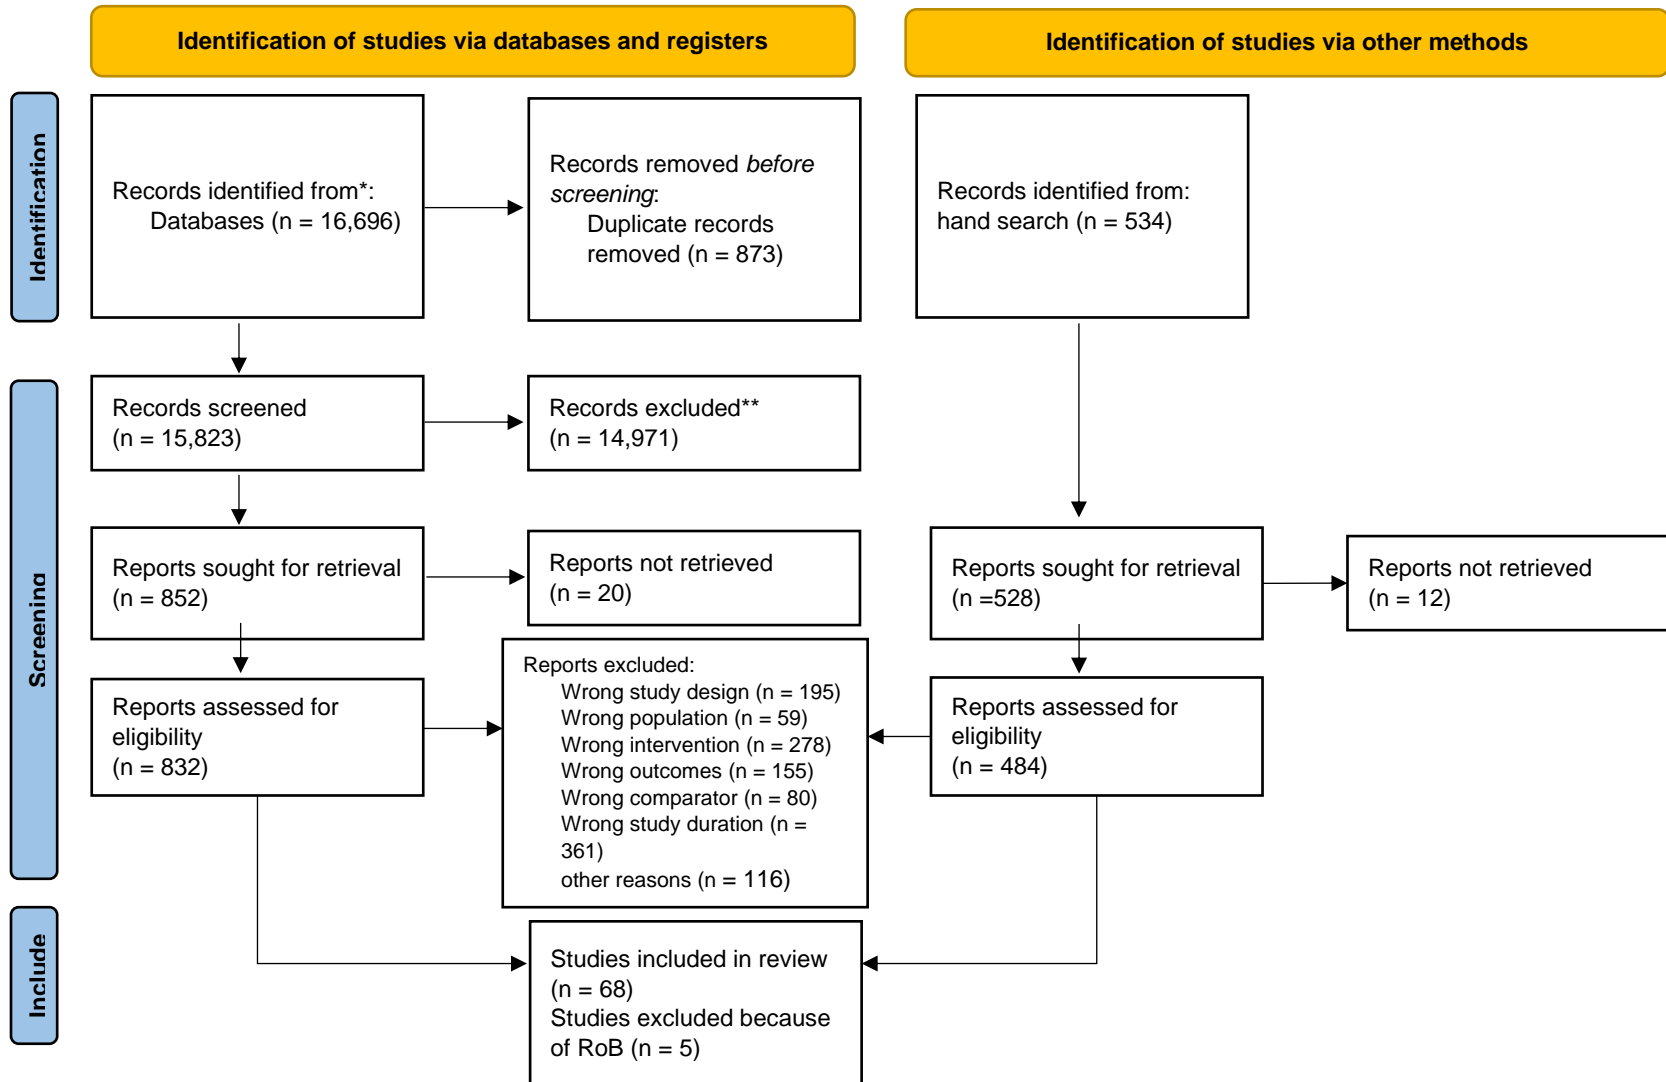 Identification of studies via databases and registers
Identification of studies via other methods
Identification
Records identified from*:
Databases (n = 16,696)
Records removed before
screening:
Duplicate records
removed (n = 873)
Records identified from:
hand search (n = 534)
Screening
Records screened
(n = 15,823)
Records excluded**
(n = 14,971)
Reports sought for retrieval
(n = 852)
Reports not retrieved
(n = 20)
Reports sought for retrieval
(n =528)
Reports not retrieved
(n = 12)
Reports assessed for
eligibility
(n = 832)
Reports excluded:
Wrong study design (n = 195)
Wrong population (n = 59)
Wrong intervention (n = 278)
Wrong outcomes (n = 155)
Wrong comparator (n = 80)
Wrong study duration (n =
361)
other reasons (n = 116)
Reports assessed for
eligibility
(n = 484)
Include
Studies included in review
(n = 68)
Studies excluded because
of RoB (n = 5)